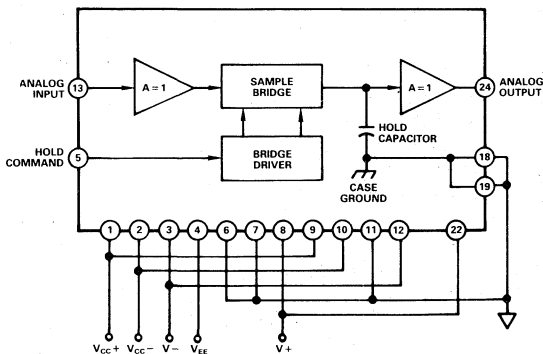 ANALOG INPUT
13
A = 1
SAMPLE BRIDGE
A = 1
24
ANALOG OUTPUT
HOLD COMMAND
5
BRIDGE DRIVER
HOLD CAPACITOR
CASE GROUND
18
19
1
2
3
4
6
7
8
9
10
11
12
22
VCC+
VCC−
V−
VEE
V+